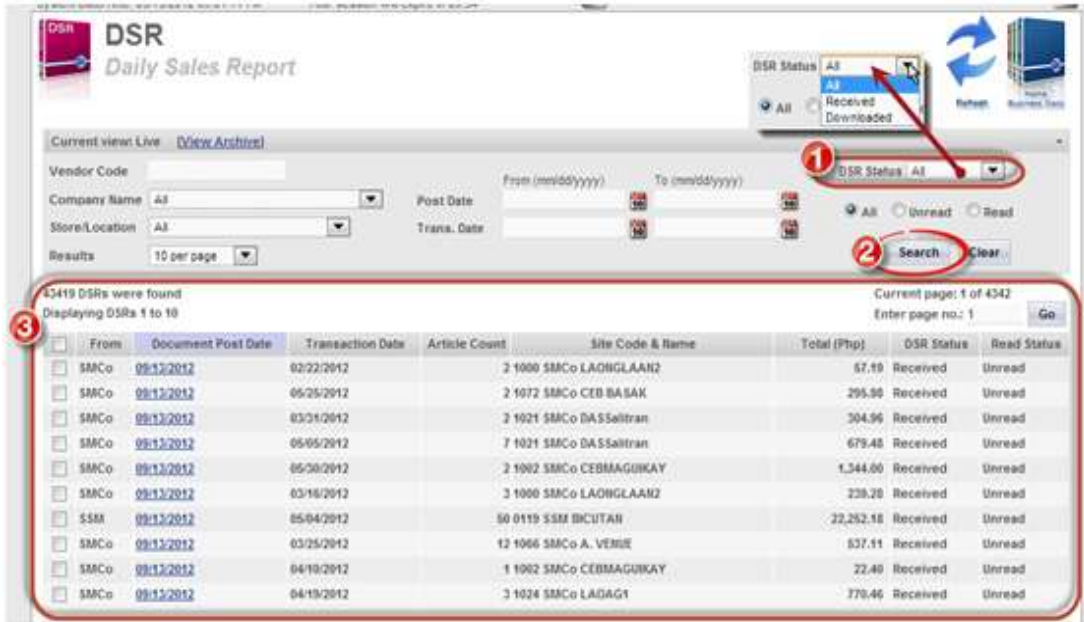 DSR
DSR
Daily Sales Report
DSR Status All
All
Received
Downloaded
All
Refresh
Home
Business Tools
Current view: Live [View Archive]
1
DSR Status All
Vendor Code
From (mm/dd/yyyy) To (mm/dd/yyyy)
Company Name All Post Date
All Unread Read
Store/Location All Trans. Date
2
Results 10 per page Search Clear
43419 DSRs were found Current page: 1 of 4342
3
Displaying DSRs 1 to 10 Enter page no.: 1 Go
From Document Post Date Transaction Date Article Count Site Code & Name Total (Php) DSR Status Read Status
SMCo 09/13/2012 02/22/2012 2 1000 SMCo LAONGLAAN2 57.19 Received Unread
SMCo 09/13/2012 05/25/2012 2 1072 SMCo CEB BASAK 295.98 Received Unread
SMCo 09/13/2012 03/31/2012 2 1021 SMCo DASSalitran 304.96 Received Unread
SMCo 09/13/2012 05/05/2012 7 1021 SMCo DASSalitran 679.48 Received Unread
SMCo 09/13/2012 05/30/2012 2 1002 SMCo CEBMAGUIKAY 1,344.00 Received Unread
SMCo 09/13/2012 03/16/2012 3 1000 SMCo LAONGLAAN2 239.28 Received Unread
SSM 09/13/2012 05/04/2012 50 0119 SSM BICUTAN 22,252.18 Received Unread
SMCo 09/13/2012 03/25/2012 12 1066 SMCo A. VENUE 537.11 Received Unread
SMCo 09/13/2012 04/10/2012 1 1002 SMCo CEBMAGUIKAY 22.40 Received Unread
SMCo 09/13/2012 04/19/2012 3 1024 SMCo LAOAG1 770.46 Received Unread